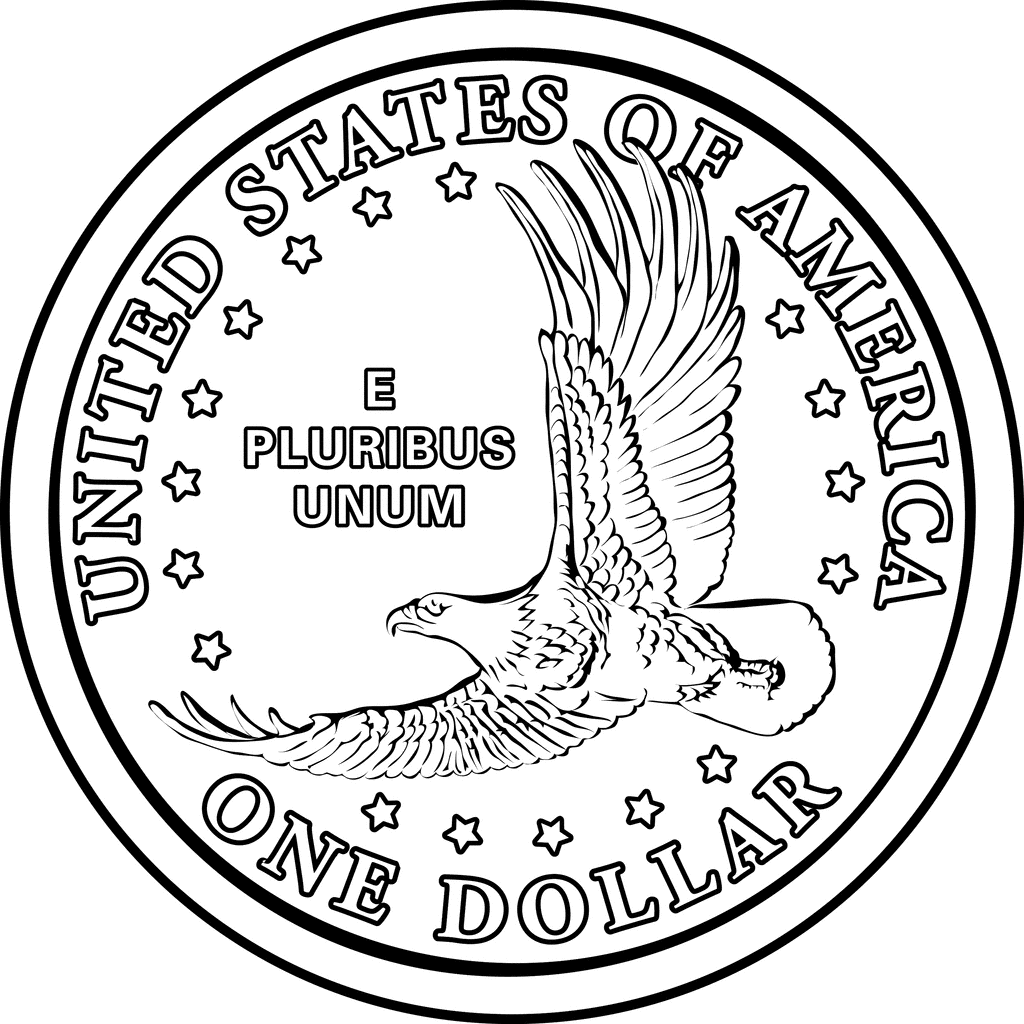 UNITED STATES OF AMERICA
E
PLURIBUS
UNUM
ONE DOLLAR